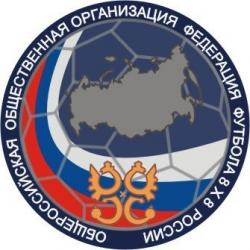 ОБЩЕРОССИЙСКАЯ ОБЩЕСТВЕННАЯ ОРГАНИЗАЦИЯ ФЕДЕРАЦИЯ ФУТБОЛА 8 Х 8 РОССИИ